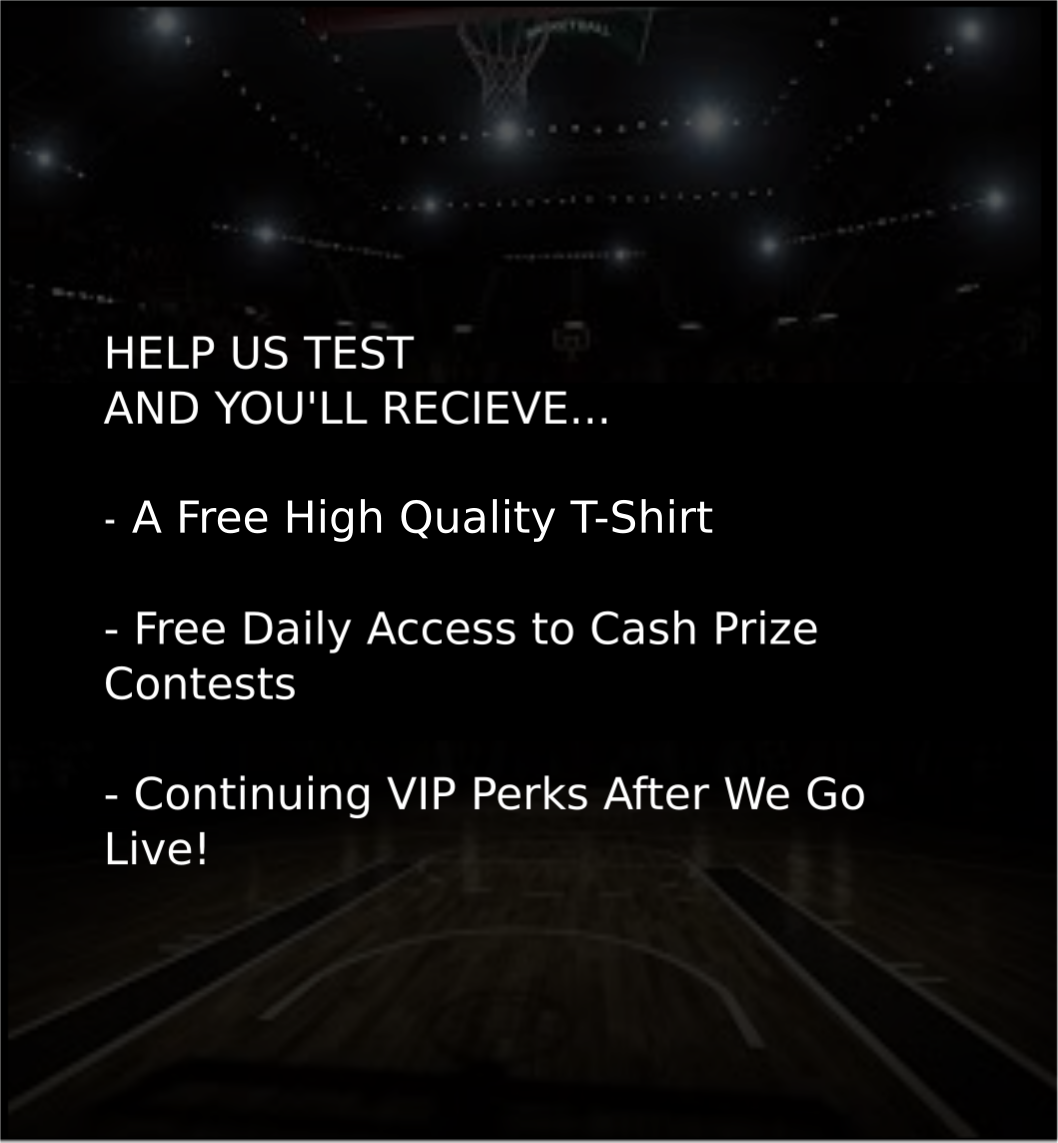 BASKETBALL
HELP US TEST
AND YOU'LL RECIEVE...
- A Free High Quality T-Shirt
- Free Daily Access to Cash Prize
Contests
- Continuing VIP Perks After We Go
Live!